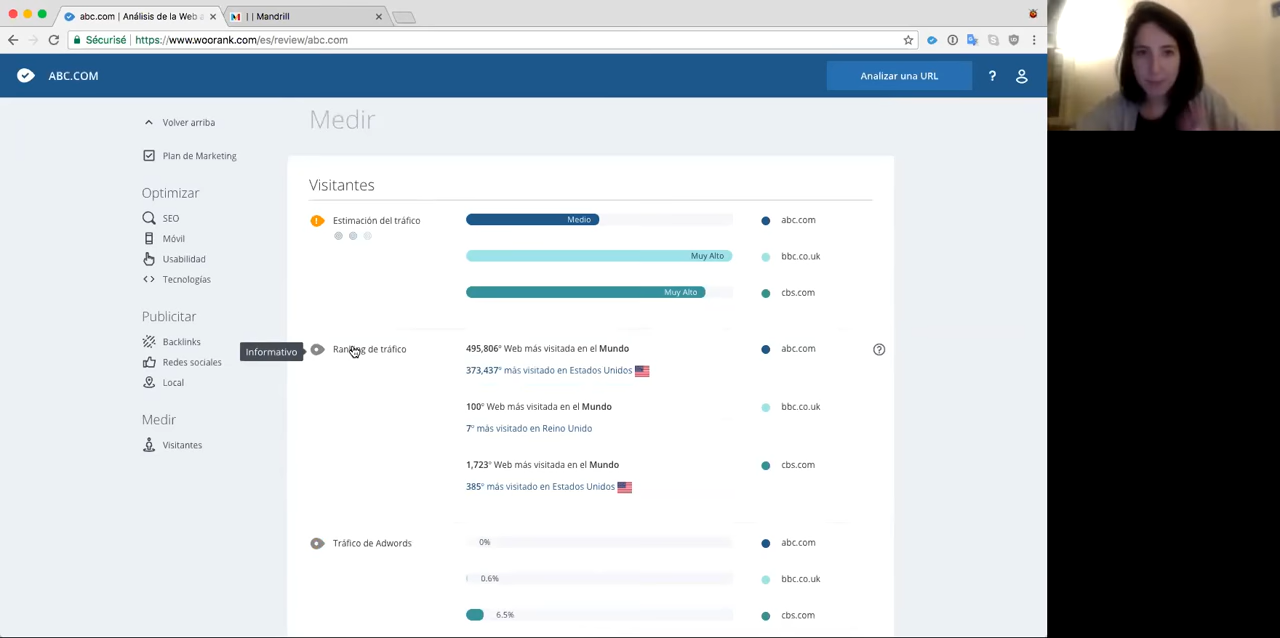 abc.com | Análisis de la Web a
| | Mandrill
Sécurisé | https://www.woorank.com/es/review/abc.com
ABC.COM
Analizar una URL
?
Volver arriba
Plan de Marketing
Optimizar
SEO
Móvil
Usabilidad
Tecnologías
Publicitar
Backlinks
Redes sociales
Local
Medir
Visitantes
Medir
Visitantes
Estimación del tráfico
Medio
abc.com
Muy Alto
bbc.co.uk
Muy Alto
cbs.com
Informativo
Ranking de tráfico
495,806º Web más visitada en el Mundo
abc.com
?
373,437º más visitado en Estados Unidos
100º Web más visitada en el Mundo
bbc.co.uk
7º más visitado en Reino Unido
1,723º Web más visitada en el Mundo
cbs.com
385º más visitado en Estados Unidos
Tráfico de Adwords
0%
abc.com
0.6%
bbc.co.uk
6.5%
cbs.com